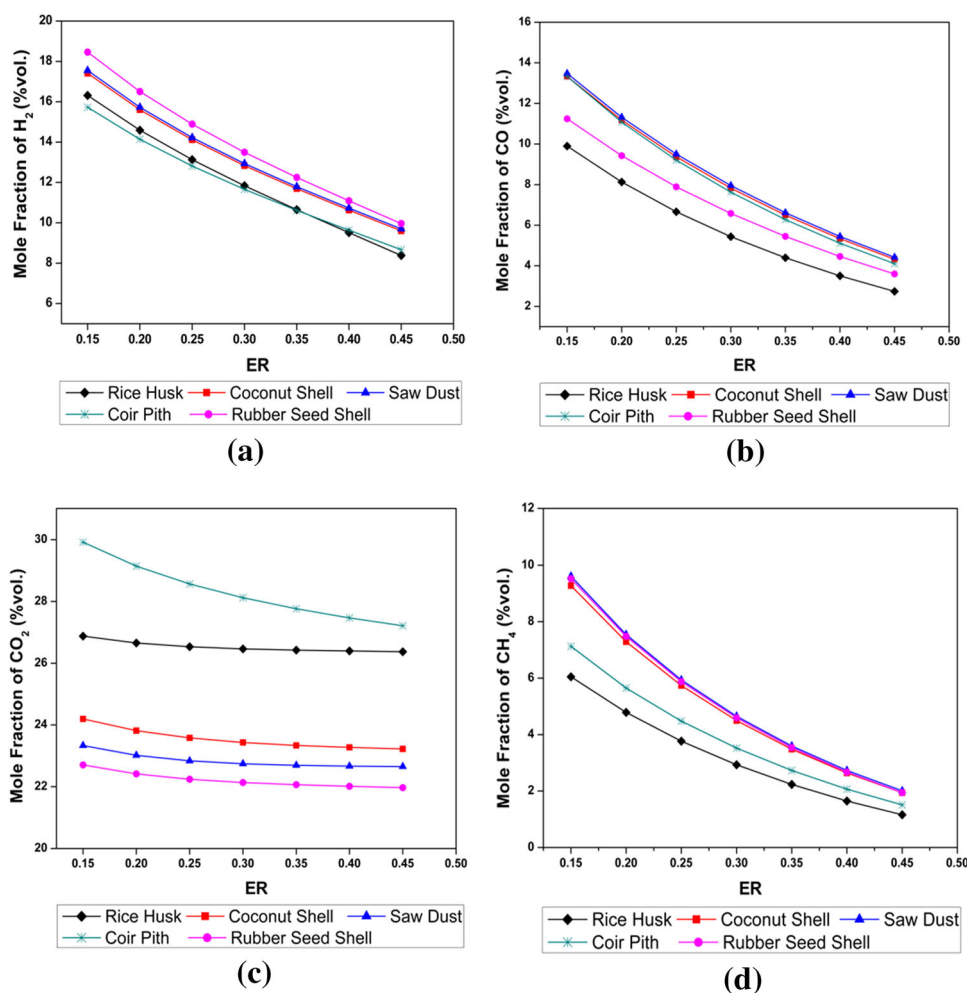 20
18
16
14
12
10
8
6
0.15 0.20 0.25 0.30 0.35 0.40 0.45 0.50
Mole Fraction of H₂ (%vol.)
ER
Rice Husk Coconut Shell Saw Dust
Coir Pith Rubber Seed Shell
(a)
16
14
12
10
8
6
4
2
0.15 0.20 0.25 0.30 0.35 0.40 0.45 0.50
Mole Fraction of CO (%vol.)
ER
Rice Husk Coconut Shell Saw Dust
Coir Pith Rubber Seed Shell
(b)
30
28
26
24
22
20
0.15 0.20 0.25 0.30 0.35 0.40 0.45 0.50
Mole Fraction of CO₂ (%vol.)
ER
Rice Husk Coconut Shell Saw Dust
Coir Pith Rubber Seed Shell
(c)
12
10
8
6
4
2
0
0.15 0.20 0.25 0.30 0.35 0.40 0.45 0.50
Mole Fraction of CH₄ (%vol.)
ER
Rice Husk Coconut Shell Saw Dust
Coir Pith Rubber Seed Shell
(d)